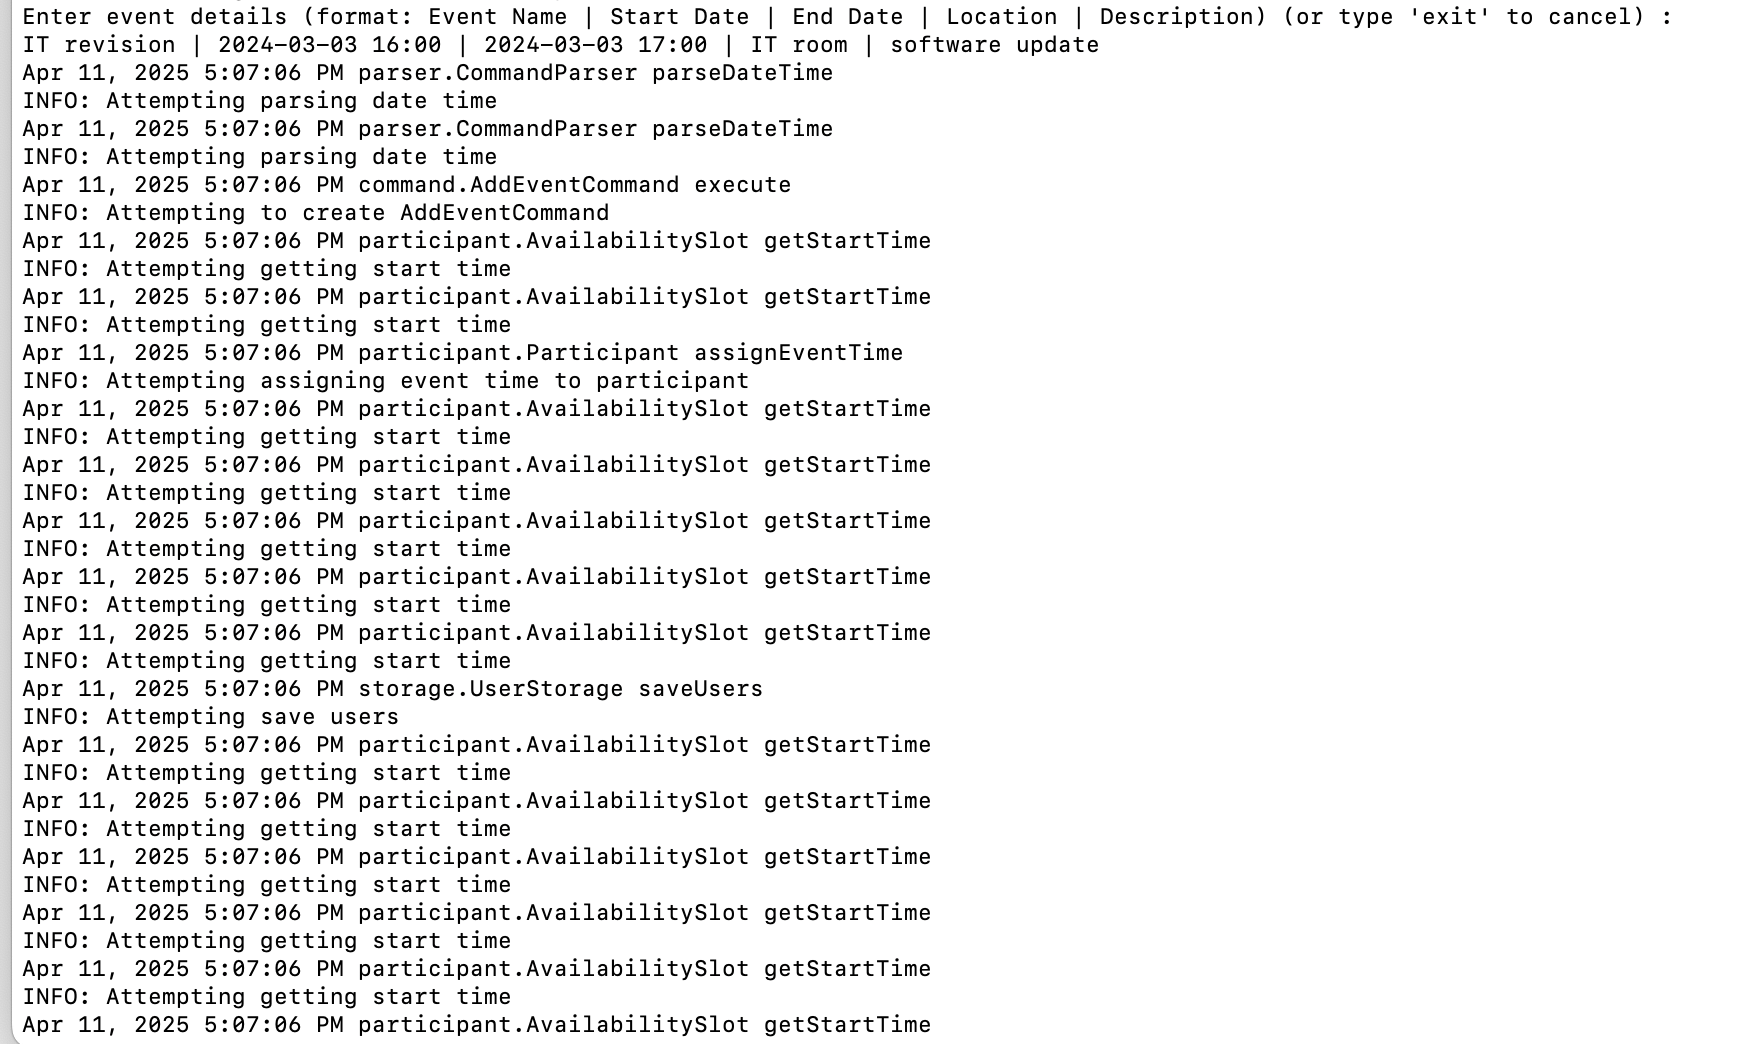 Enter event details (format: Event Name | Start Date | End Date | Location | Description) (or type 'exit' to cancel) :
IT revision | 2024-03-03 16:00 | 2024-03-03 17:00 | IT room | software update
Apr 11, 2025 5:07:06 PM parser.CommandParser parseDateTime
INFO: Attempting parsing date time
Apr 11, 2025 5:07:06 PM parser.CommandParser parseDateTime
INFO: Attempting parsing date time
Apr 11, 2025 5:07:06 PM command.AddEventCommand execute
INFO: Attempting to create AddEventCommand
Apr 11, 2025 5:07:06 PM participant.AvailabilitySlot getStartTime
INFO: Attempting getting start time
Apr 11, 2025 5:07:06 PM participant.AvailabilitySlot getStartTime
INFO: Attempting getting start time
Apr 11, 2025 5:07:06 PM participant.Participant assignEventTime
INFO: Attempting assigning event time to participant
Apr 11, 2025 5:07:06 PM participant.AvailabilitySlot getStartTime
INFO: Attempting getting start time
Apr 11, 2025 5:07:06 PM participant.AvailabilitySlot getStartTime
INFO: Attempting getting start time
Apr 11, 2025 5:07:06 PM participant.AvailabilitySlot getStartTime
INFO: Attempting getting start time
Apr 11, 2025 5:07:06 PM participant.AvailabilitySlot getStartTime
INFO: Attempting getting start time
Apr 11, 2025 5:07:06 PM participant.AvailabilitySlot getStartTime
INFO: Attempting getting start time
Apr 11, 2025 5:07:06 PM storage.UserStorage saveUsers
INFO: Attempting save users
Apr 11, 2025 5:07:06 PM participant.AvailabilitySlot getStartTime
INFO: Attempting getting start time
Apr 11, 2025 5:07:06 PM participant.AvailabilitySlot getStartTime
INFO: Attempting getting start time
Apr 11, 2025 5:07:06 PM participant.AvailabilitySlot getStartTime
INFO: Attempting getting start time
Apr 11, 2025 5:07:06 PM participant.AvailabilitySlot getStartTime
INFO: Attempting getting start time
Apr 11, 2025 5:07:06 PM participant.AvailabilitySlot getStartTime
INFO: Attempting getting start time
Apr 11, 2025 5:07:06 PM participant.AvailabilitySlot getStartTime